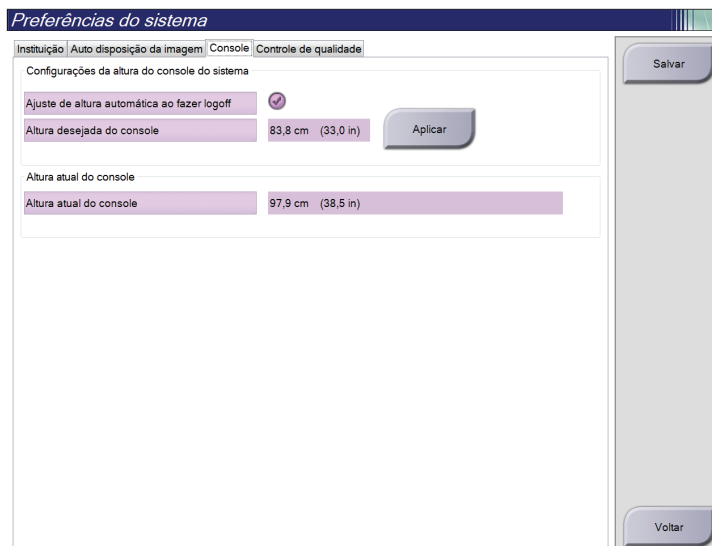 Preferências do sistema
Instituição Auto disposição da imagem Console Controle de qualidade
Salvar
Configurações da altura do console do sistema
Ajuste de altura automática ao fazer logoff
Altura desejada do console 83,8 cm (33,0 in) Aplicar
Altura atual do console
Altura atual do console 97,9 cm (38,5 in)
Voltar